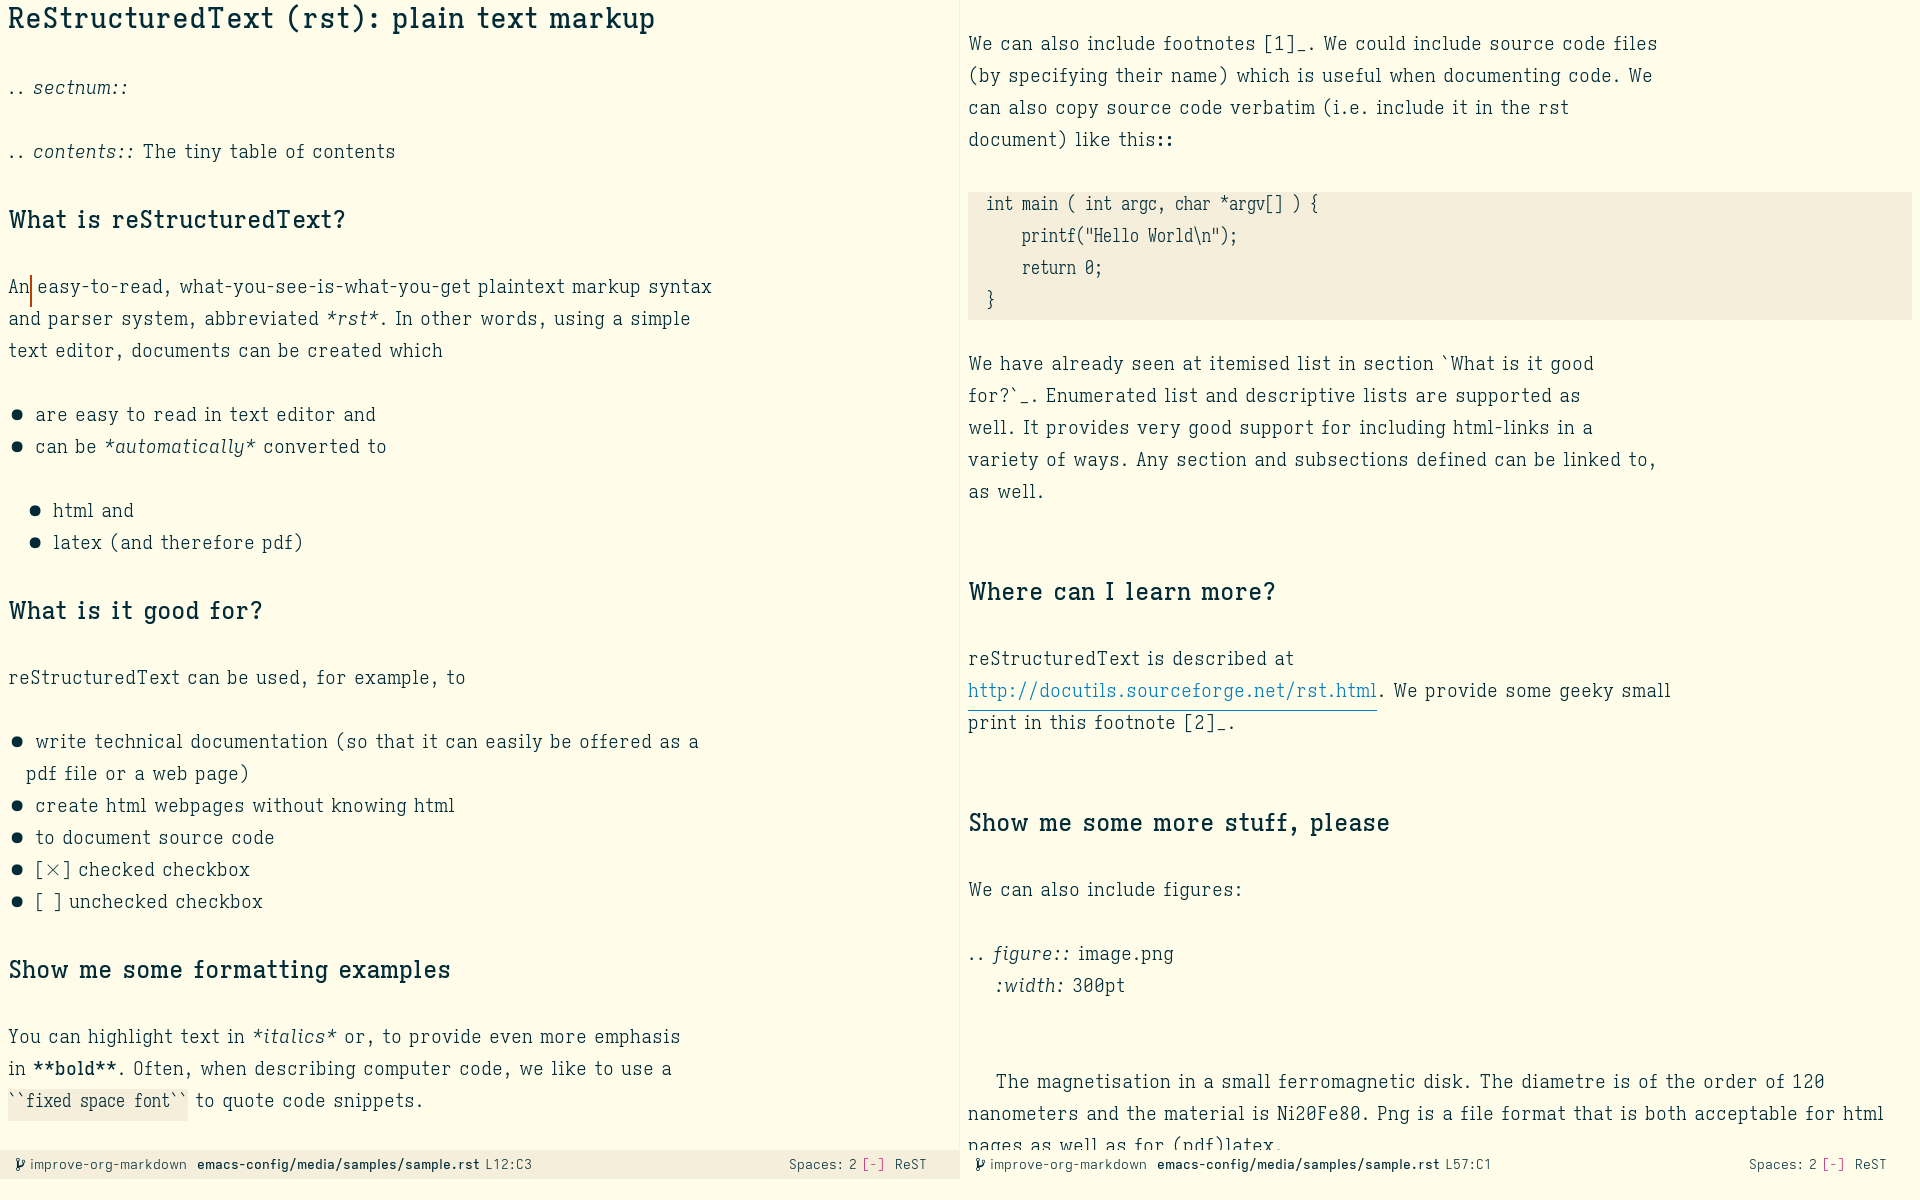 ReStructuredText (rst): plain text markup
.. sectnum::
.. contents:: The tiny table of contents
What is reStructuredText?
An easy-to-read, what-you-see-is-what-you-get plaintext markup syntax
and parser system, abbreviated *rst*. In other words, using a simple
text editor, documents can be created which
● are easy to read in text editor and
● can be *automatically* converted to
● html and
● latex (and therefore pdf)
What is it good for?
reStructuredText can be used, for example, to
● write technical documentation (so that it can easily be offered as a
pdf file or a web page)
● create html webpages without knowing html
● to document source code
● [×] checked checkbox
● [ ] unchecked checkbox
Show me some formatting examples
You can highlight text in *italics* or, to provide even more emphasis
in **bold**. Often, when describing computer code, we like to use a
``fixed space font`` to quote code snippets.
improve-org-markdown emacs-config/media/samples/sample.rst L12:C3 Spaces: 2 [-] ReST
We can also include footnotes [1]_. We could include source code files
(by specifying their name) which is useful when documenting code. We
can also copy source code verbatim (i.e. include it in the rst
document) like this::
int main ( int argc, char *argv[] ) {
    printf("Hello World\n");
    return 0;
}
We have already seen at itemised list in section `What is it good
for?`_. Enumerated list and descriptive lists are supported as
well. It provides very good support for including html-links in a
variety of ways. Any section and subsections defined can be linked to,
as well.
Where can I learn more?
reStructuredText is described at
http://docutils.sourceforge.net/rst.html. We provide some geeky small
print in this footnote [2]_.
Show me some more stuff, please
We can also include figures:
.. figure:: image.png
:width: 300pt
The magnetisation in a small ferromagnetic disk. The diametre is of the order of 120
nanometers and the material is Ni20Fe80. Png is a file format that is both acceptable for html
pages as well as for (pdf)latex.
improve-org-markdown emacs-config/media/samples/sample.rst L57:C1 Spaces: 2 [-] ReST